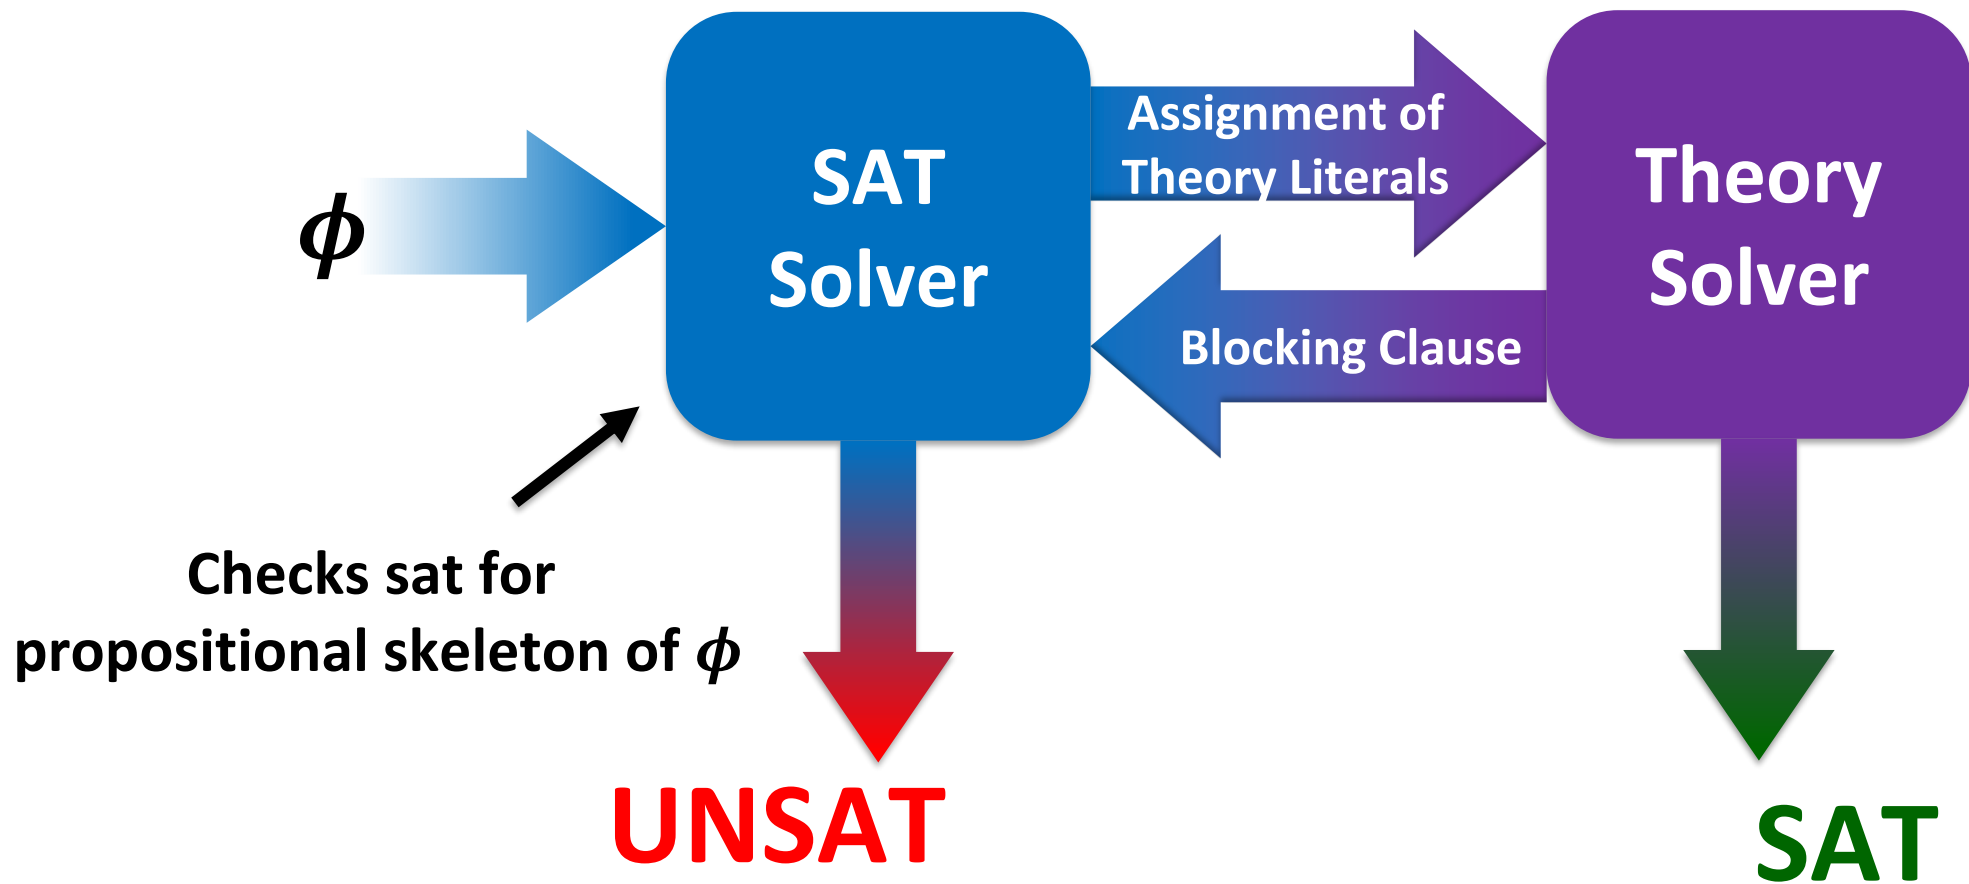 ϕ
SAT
Solver
Assignment of
Theory Literals
Blocking Clause
Theory
Solver
Checks sat for
propositional skeleton of ϕ
UNSAT
SAT